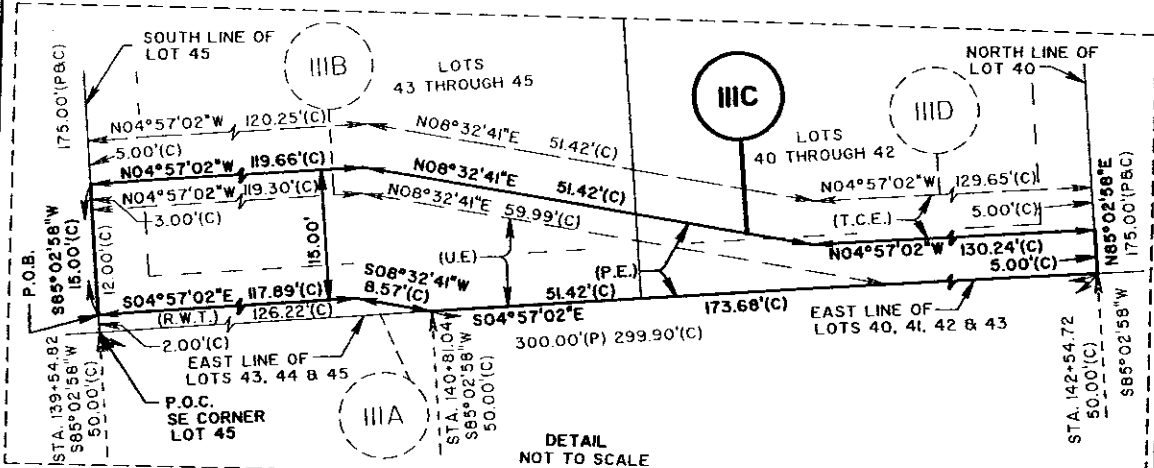 SOUTH LINE OF
LOT 45
175.00'(P&C)
IIIB
LOTS
43 THROUGH 45
IIIC
NORTH LINE OF
LOT 40
IIID
LOTS
40 THROUGH 42
N04°57'02"W 120.25'(C)
N08°32'41"E 51.42'(C)
5.00'(C)
N04°57'02"W 119.66'(C)
N08°32'41"E 51.42'(C)
N04°57'02"W 129.65'(C)
N04°57'02"W 119.30'(C)
N08°32'41"E 59.99'(C)
3.00'(C)
(T.C.E.)
5.00'(C)
N85°02'58"E
175.00'(P&C)
P.O.B.
S85°02'58"W
15.00'(C)
12.00'(C)
15.00'
(U.E)
(P.E.)
N04°57'02"W 130.24'(C)
5.00'(C)
S08°32'41"W
8.57'(C)
S04°57'02"E 117.89'(C)
51.42'(C)
173.68'(C)
(R.W.T.) 126.22'(C)
S04°57'02"E
EAST LINE OF
LOTS 40, 41, 42 & 43
2.00'(C)
300.00'(P) 299.90'(C)
EAST LINE OF
LOTS 43, 44 & 45
STA. 139+54.82
S85°02'58"W
50.00'(C)
P.O.C.
SE CORNER
LOT 45
IIIA
STA. 140+81.04
S85°02'58"W
50.00'(C)
STA. 142+54.72
50.00'(C)
S85°02'58"W
DETAIL
NOT TO SCALE